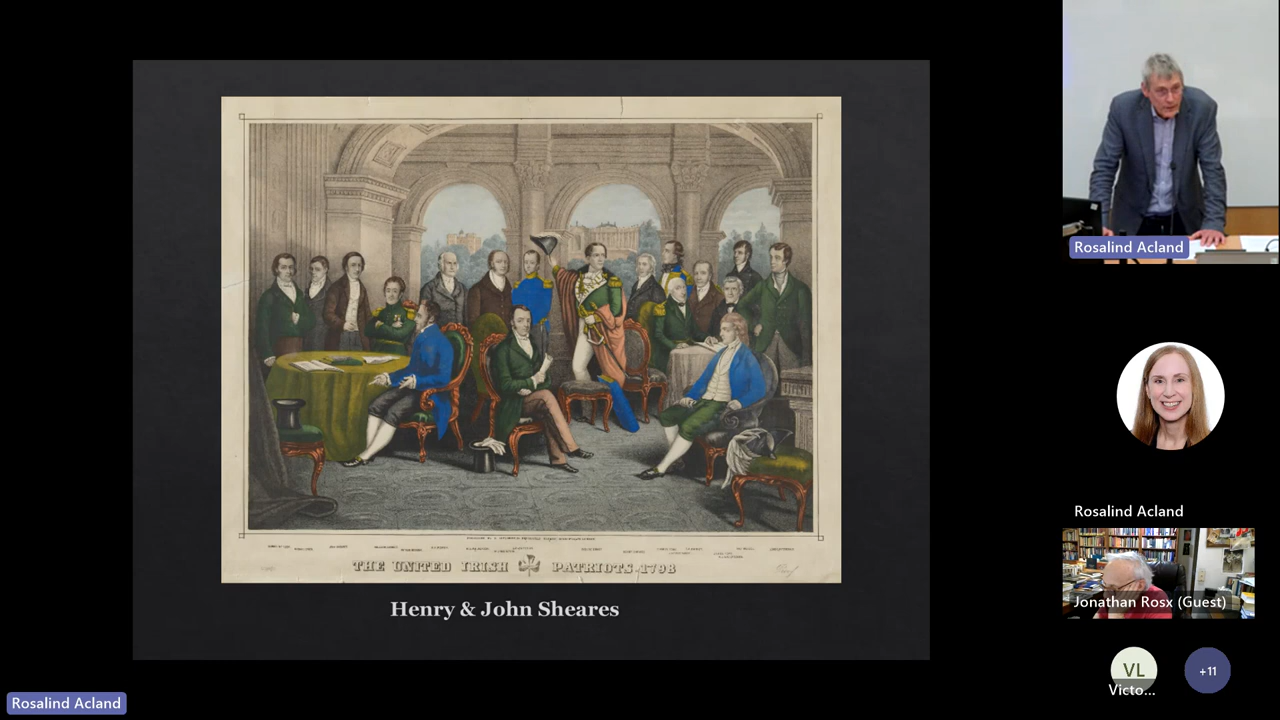 THE UNITED IRISH PATRIOTS 1798
Henry & John Sheares
Rosalind Acland
Rosalind Acland
Jonathan Rosx (Guest)
VL
Victo...
+11
Rosalind Acland